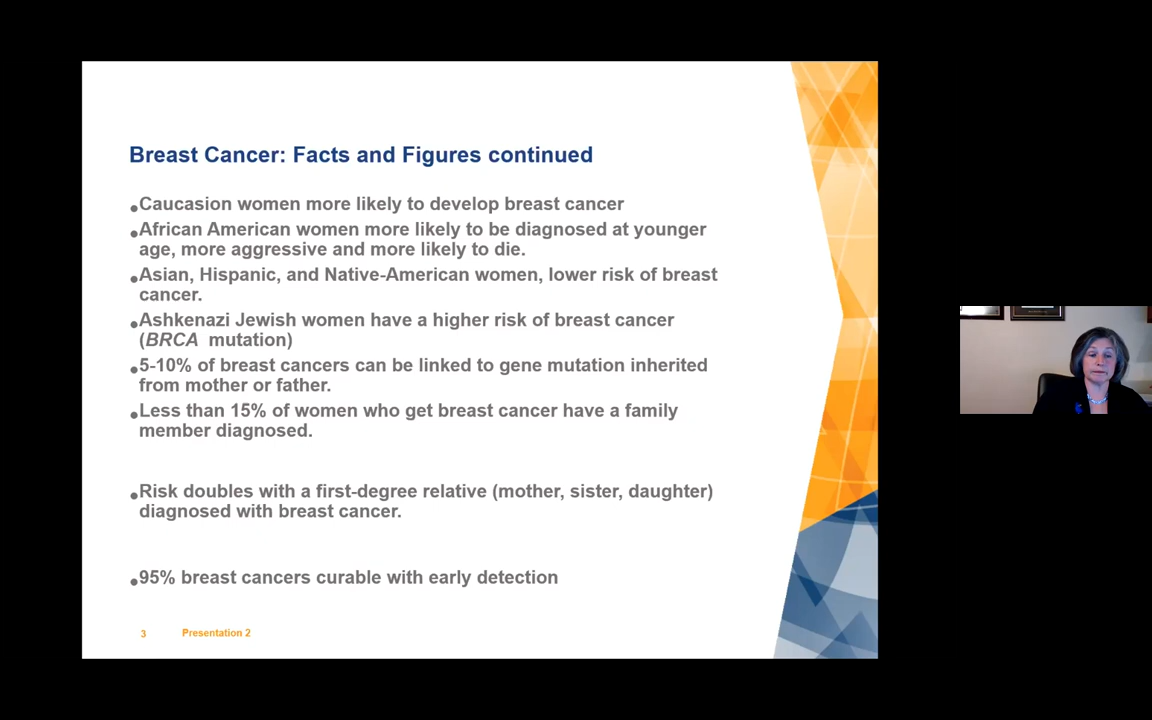 Breast Cancer: Facts and Figures continued
•Caucasion women more likely to develop breast cancer
•African American women more likely to be diagnosed at younger
age, more aggressive and more likely to die.
•Asian, Hispanic, and Native-American women, lower risk of breast
cancer.
•Ashkenazi Jewish women have a higher risk of breast cancer
(BRCA mutation)
•5-10% of breast cancers can be linked to gene mutation inherited
from mother or father.
•Less than 15% of women who get breast cancer have a family
member diagnosed.
•Risk doubles with a first-degree relative (mother, sister, daughter)
diagnosed with breast cancer.
•95% breast cancers curable with early detection
3 Presentation 2